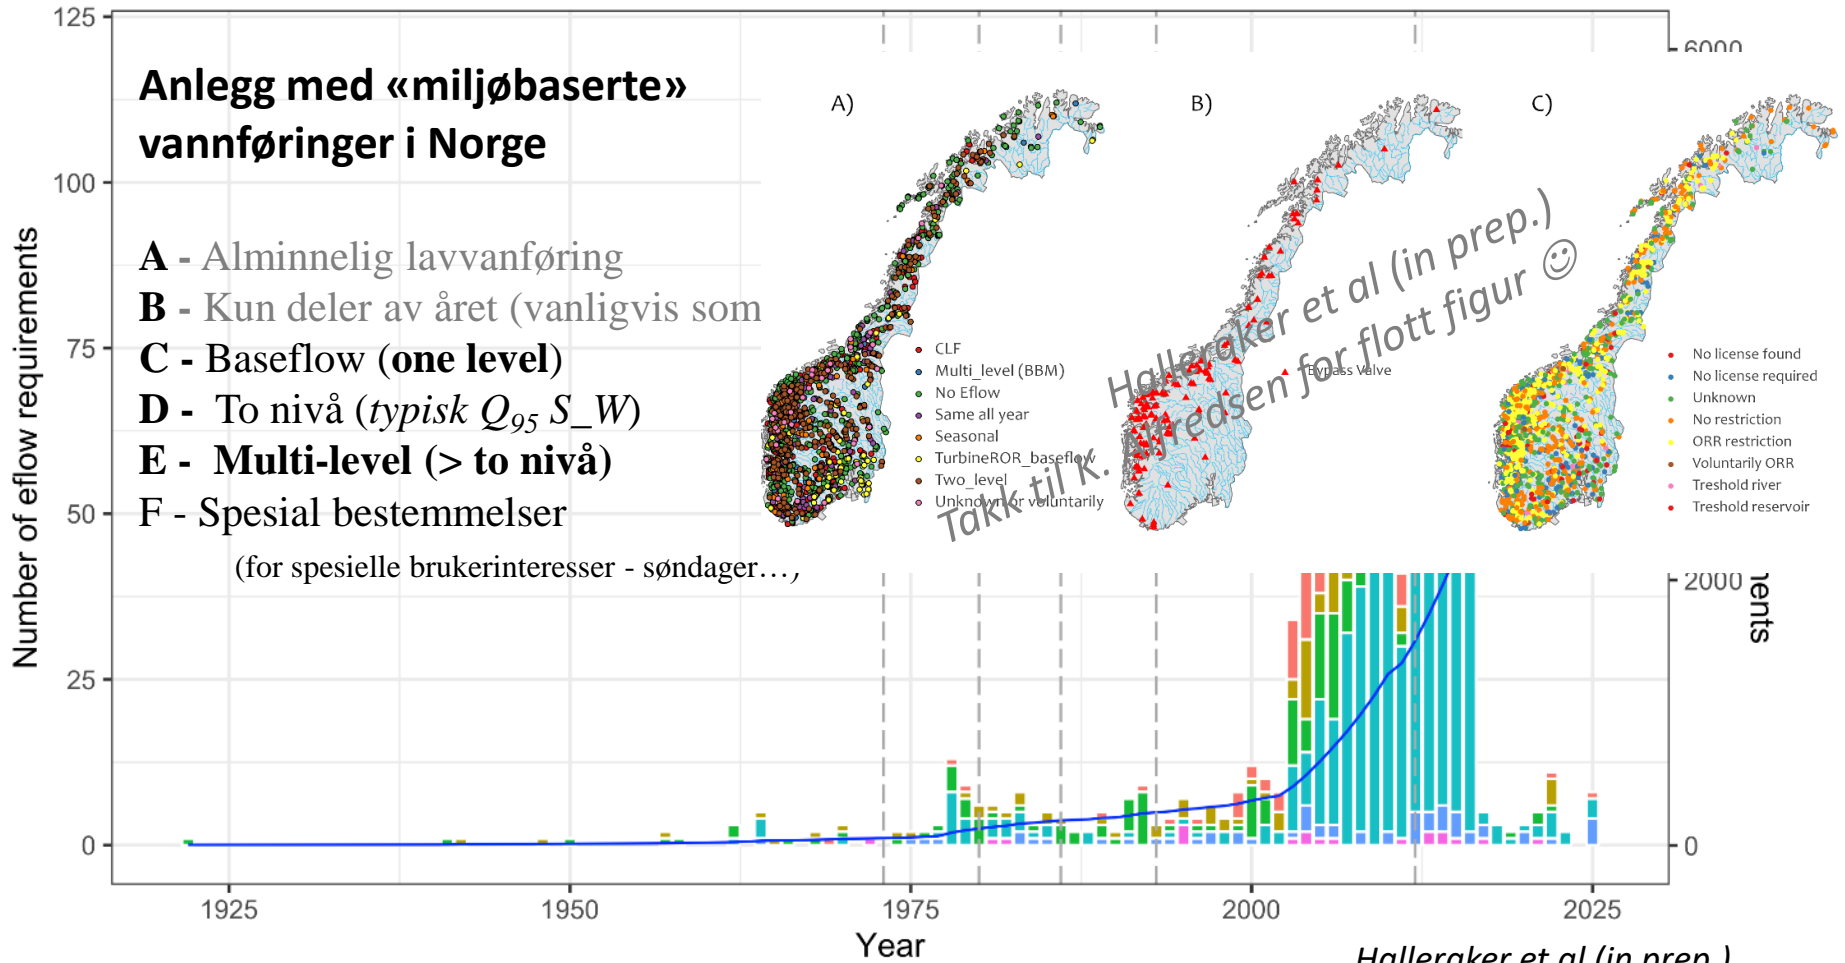 125
6000
Anlegg med «miljøbaserte»
vannføringer i Norge
A)
B)
C)
100
A - Alminnelig lavvanføring
B - Kun deler av året (vanligvis som
C - Baseflow (one level)
D - To nivå (typisk Q95 S_W)
E - Multi-level (> to nivå)
F - Spesial bestemmelser
(for spesielle brukerinteresser - søndager…)
75
50
25
0
Number of eflow requirements
CLF
Multi_level (BBM)
No Eflow
Same all year
Seasonal
TurbineROR_baseflow
Two_level
Unknown or voluntarily
Bypass Valve
Halleraker et al (in prep.)
Takk til K. Alfredsen for flott figur ☺
No license found
No license required
Unknown
No restriction
ORR restriction
Voluntarily ORR
Treshold river
Treshold reservoir
2000
0
1925
1950
1975
2000
2025
Year
Halleraker et al (in prep.)